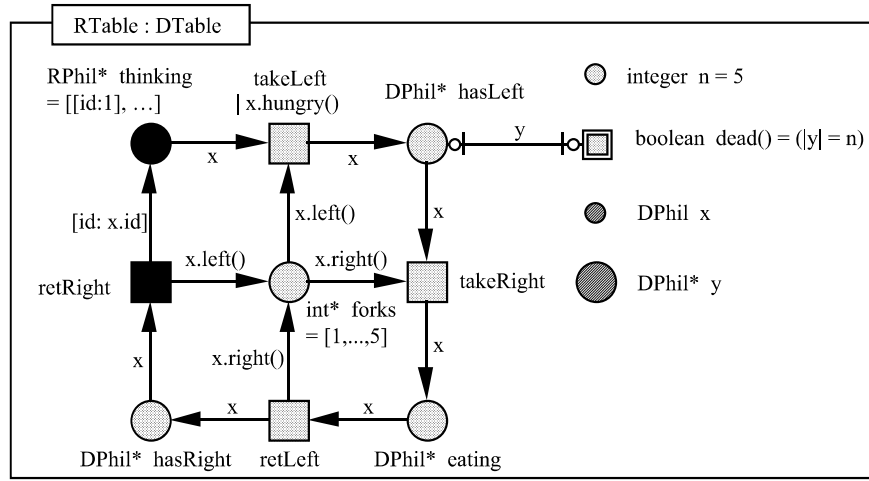 RTable : DTable
RPhil* thinking
= [[id:1], …]
takeLeft
| x.hungry()
DPhil* hasLeft
integer n = 5
x
x
y
boolean dead() = (|y| = n)
[id: x.id]
x.left()
x
DPhil x
x.left()
x.right()
retRight
takeRight
DPhil* y
int* forks
= [1,...,5]
x
x.right()
x
x
x
DPhil* hasRight
retLeft
DPhil* eating